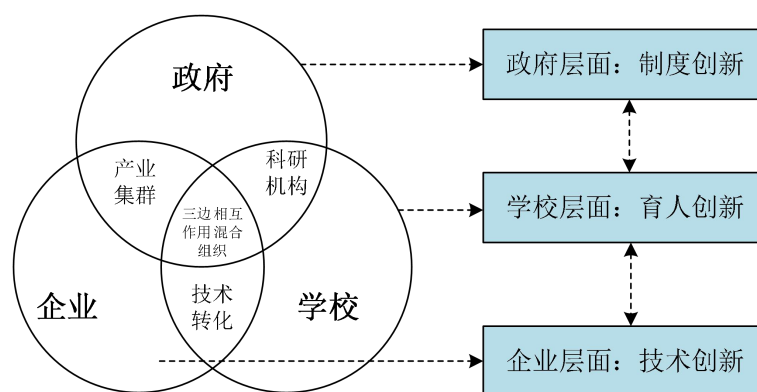 政府
政府层面：制度创新
产业
集群
科研
机构
三边相互
作用混合
组织
学校层面：育人创新
企业
技术
转化
学校
企业层面：技术创新